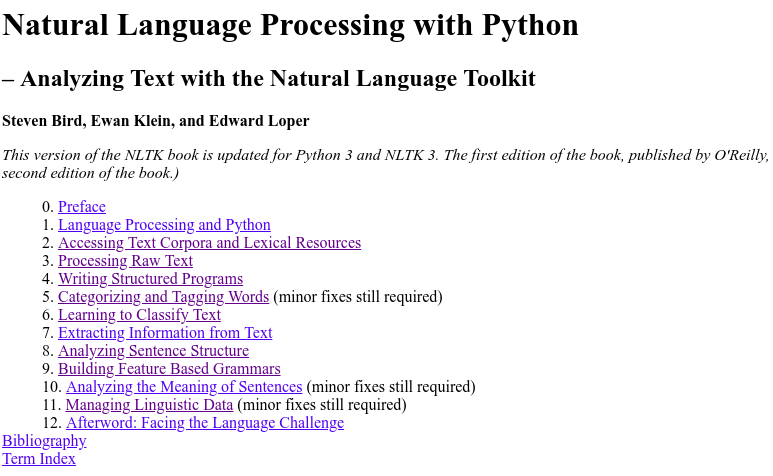 Natural Language Processing with Python
– Analyzing Text with the Natural Language Toolkit
Steven Bird, Ewan Klein, and Edward Loper
This version of the NLTK book is updated for Python 3 and NLTK 3. The first edition of the book, published by O'Reilly,
second edition of the book.)
0. Preface
1. Language Processing and Python
2. Accessing Text Corpora and Lexical Resources
3. Processing Raw Text
4. Writing Structured Programs
5. Categorizing and Tagging Words (minor fixes still required)
6. Learning to Classify Text
7. Extracting Information from Text
8. Analyzing Sentence Structure
9. Building Feature Based Grammars
10. Analyzing the Meaning of Sentences (minor fixes still required)
11. Managing Linguistic Data (minor fixes still required)
12. Afterword: Facing the Language Challenge
Bibliography
Term Index